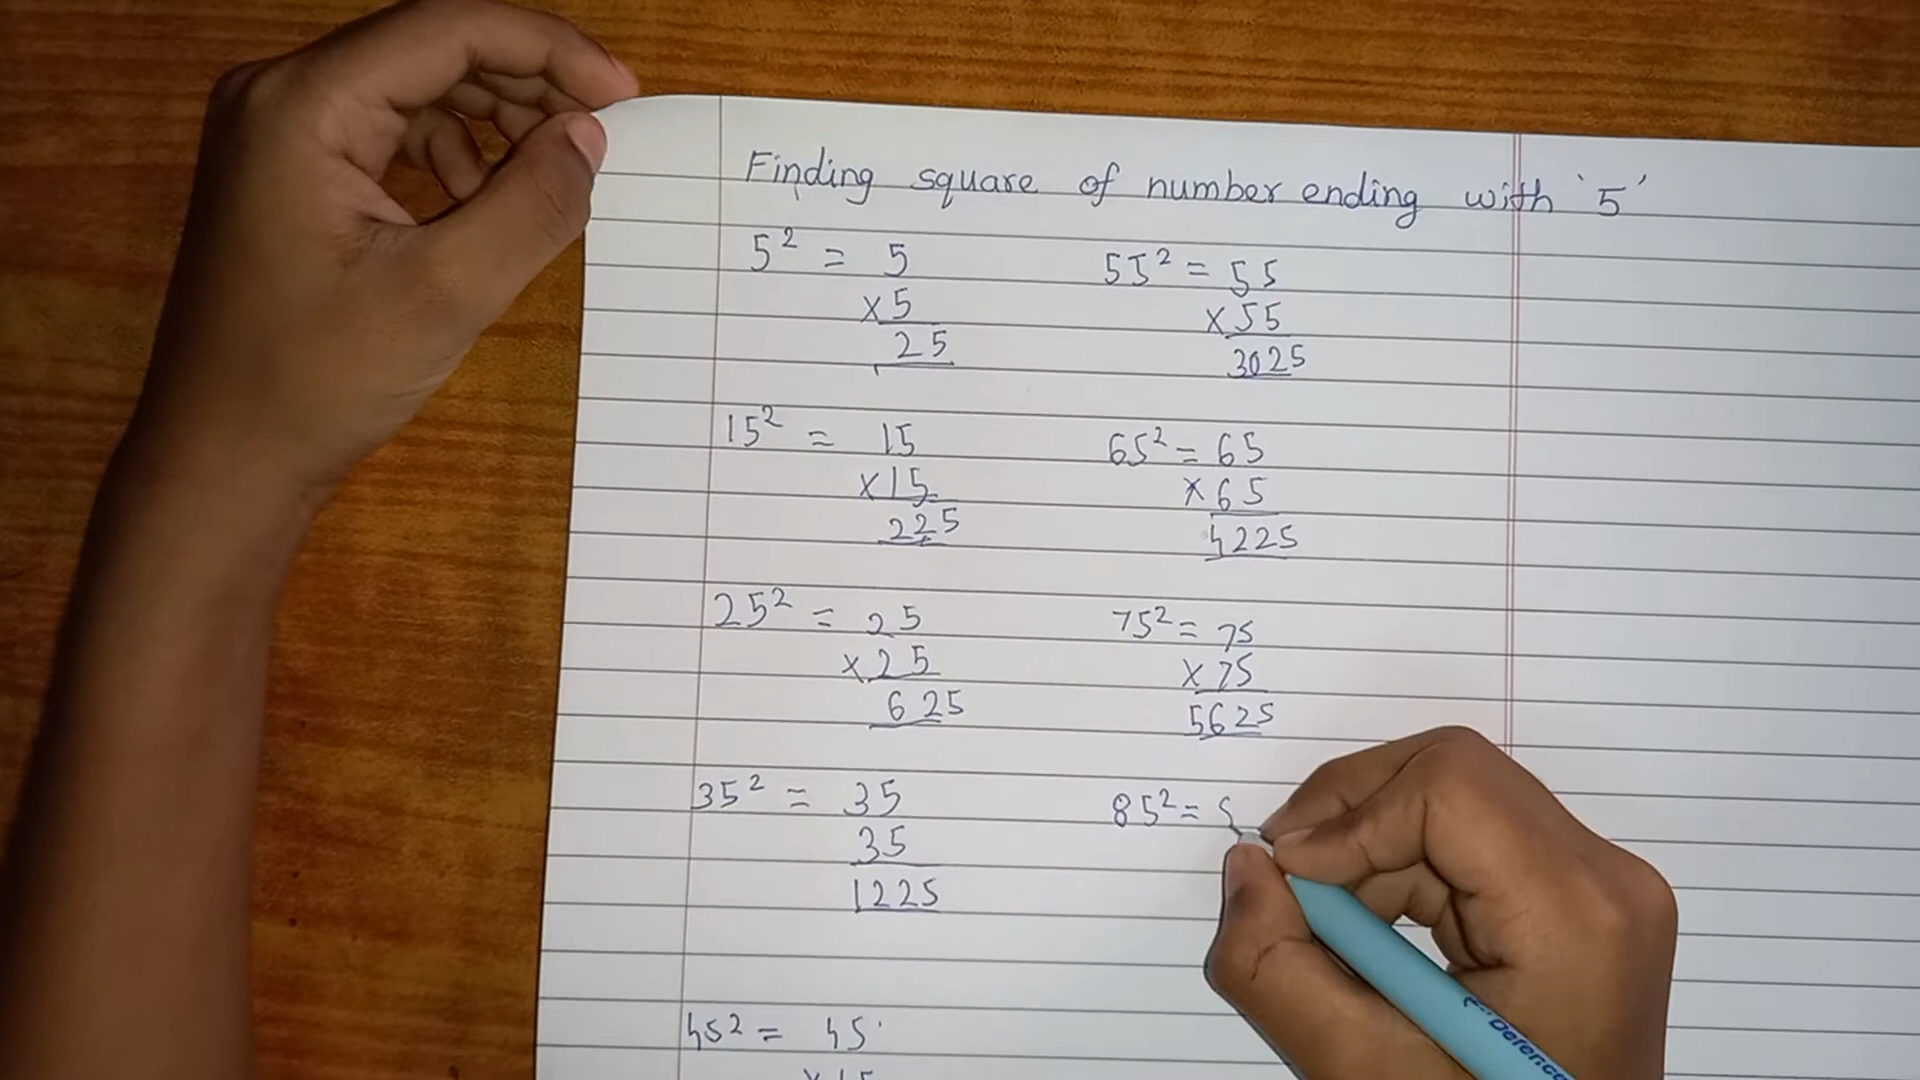 Finding square of number ending with '5'
5² = 5
×5
25
15² = 15
×15
225
25² = 25
×25
625
35² = 35
35
1225
45² = 45
55² = 55
×55
3025
65² = 65
×65
4225
75² = 75
×75
5625
85² =